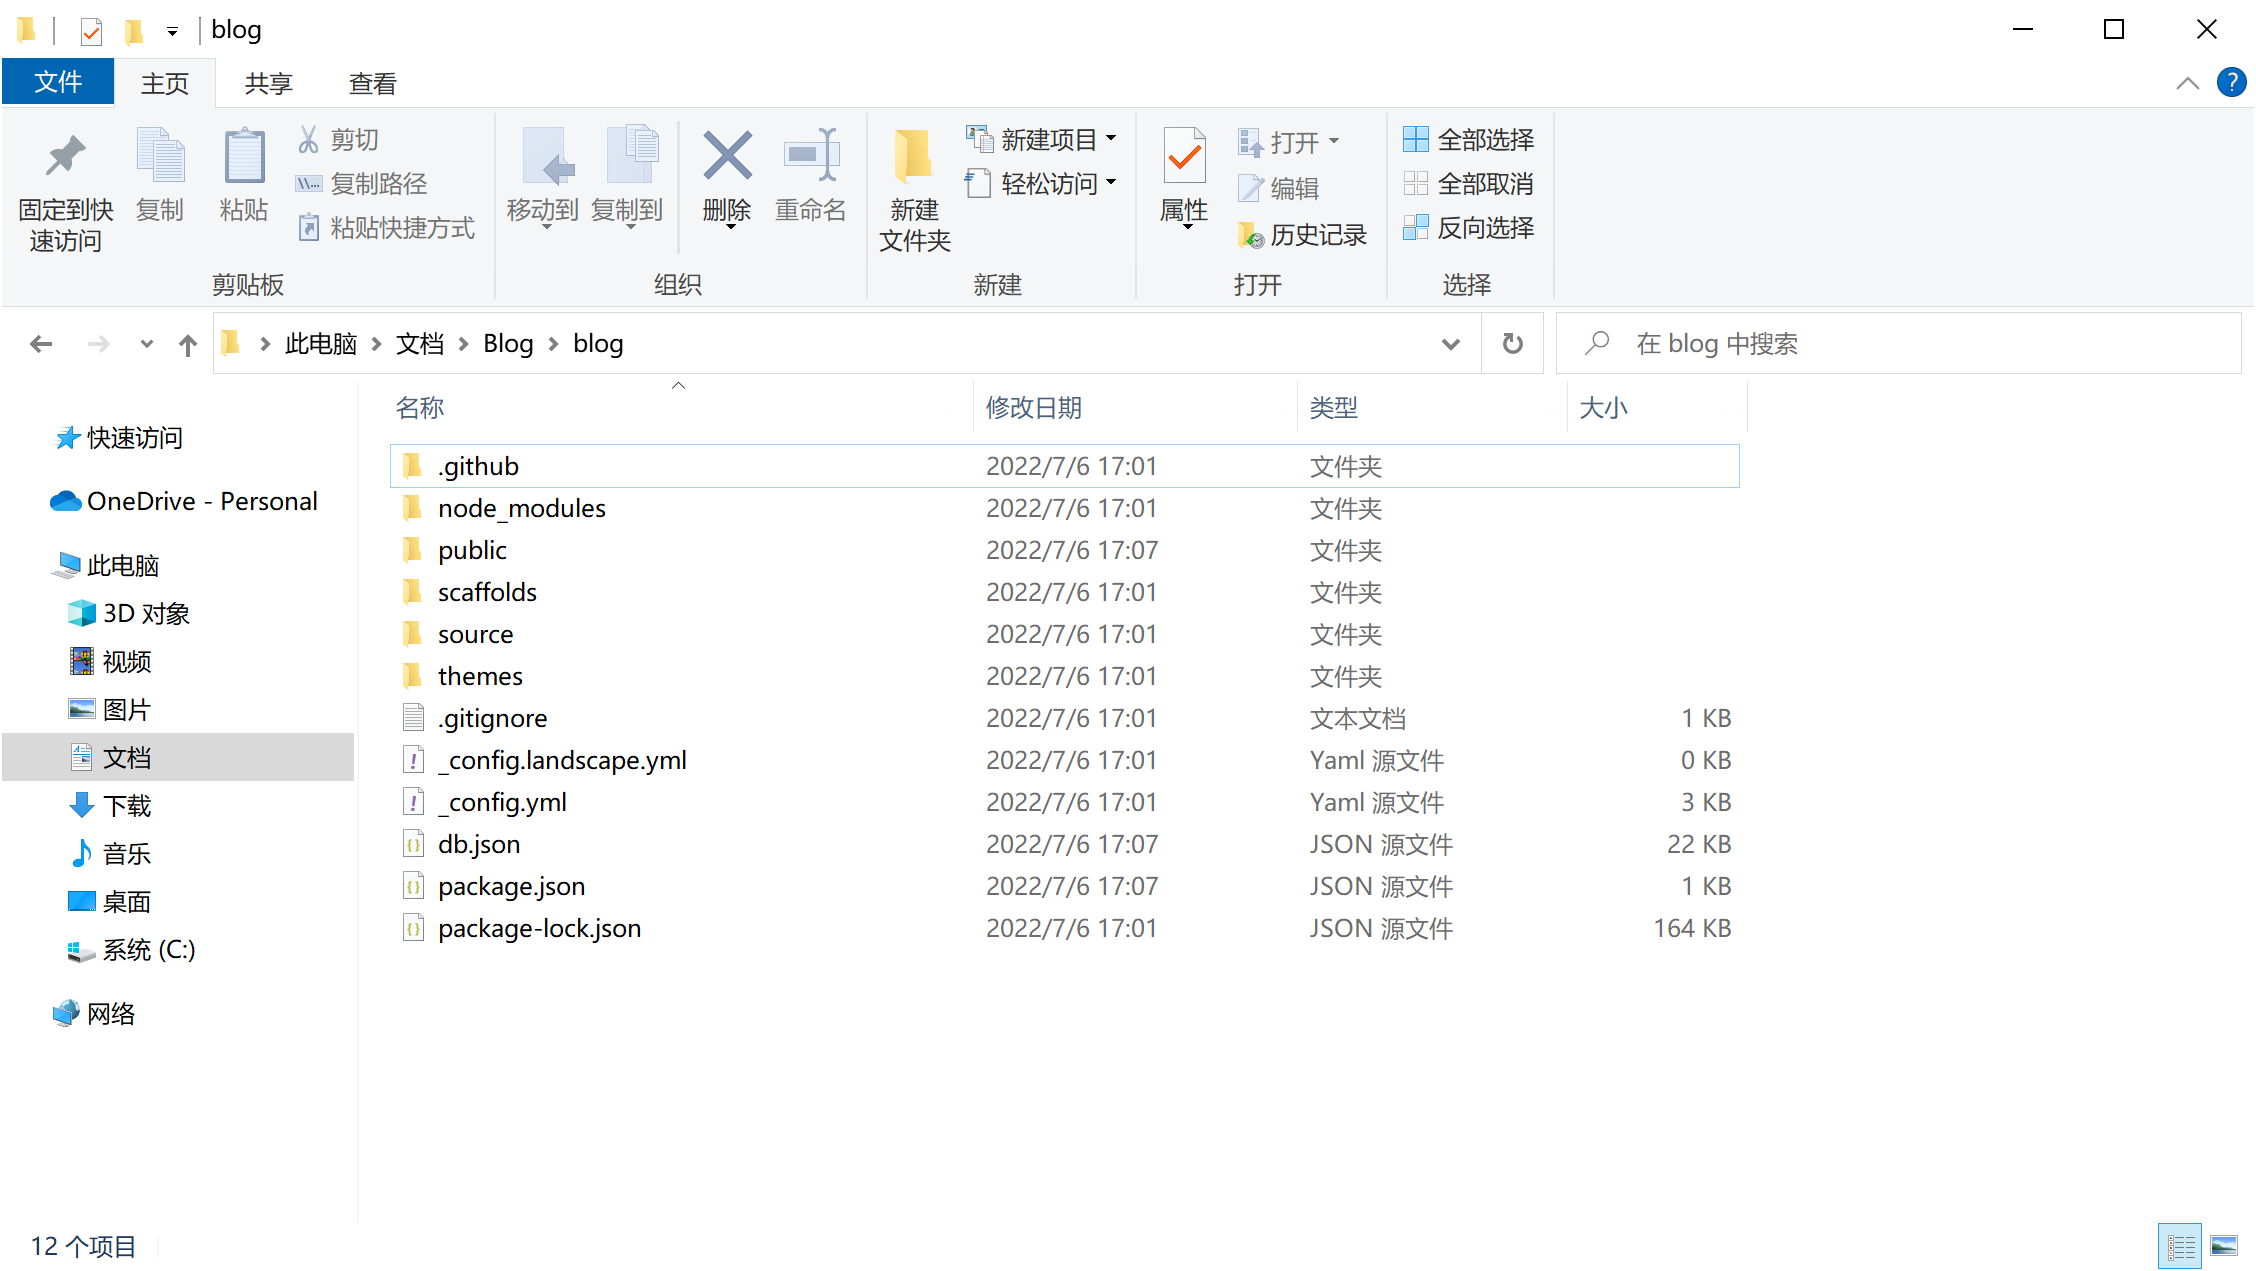 blog
文件 主页 共享 查看
固定到快速访问
复制
粘贴
剪切
复制路径
粘贴快捷方式
剪贴板
移动到
复制到
删除
重命名
组织
新建文件夹
新建项目
轻松访问
新建
属性
打开
编辑
历史记录
打开
全部选择
全部取消
反向选择
选择
此电脑 文档 Blog blog
在 blog 中搜索
快速访问
OneDrive - Personal
此电脑
3D 对象
视频
图片
文档
下载
音乐
桌面
系统 (C:)
网络
名称 修改日期 类型 大小
.github 2022/7/6 17:01 文件夹
node_modules 2022/7/6 17:01 文件夹
public 2022/7/6 17:07 文件夹
scaffolds 2022/7/6 17:01 文件夹
source 2022/7/6 17:01 文件夹
themes 2022/7/6 17:01 文件夹
.gitignore 2022/7/6 17:01 文本文档 1 KB
_config.landscape.yml 2022/7/6 17:01 Yaml 源文件 0 KB
_config.yml 2022/7/6 17:01 Yaml 源文件 3 KB
db.json 2022/7/6 17:07 JSON 源文件 22 KB
package.json 2022/7/6 17:07 JSON 源文件 1 KB
package-lock.json 2022/7/6 17:01 JSON 源文件 164 KB
12 个项目